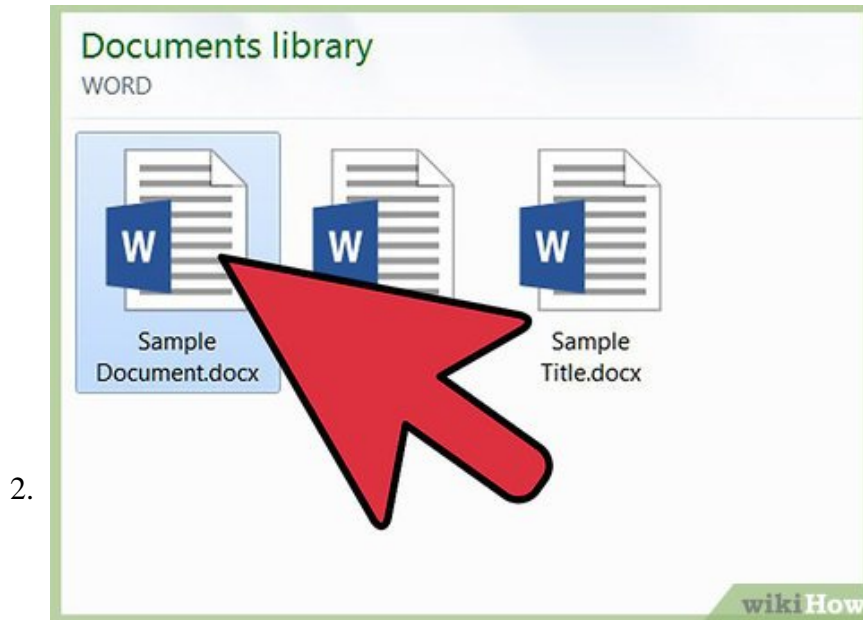 Documents library
WORD
W
W
W
Sample
Document.docx
Sample
Title.docx
2.
wikiHow